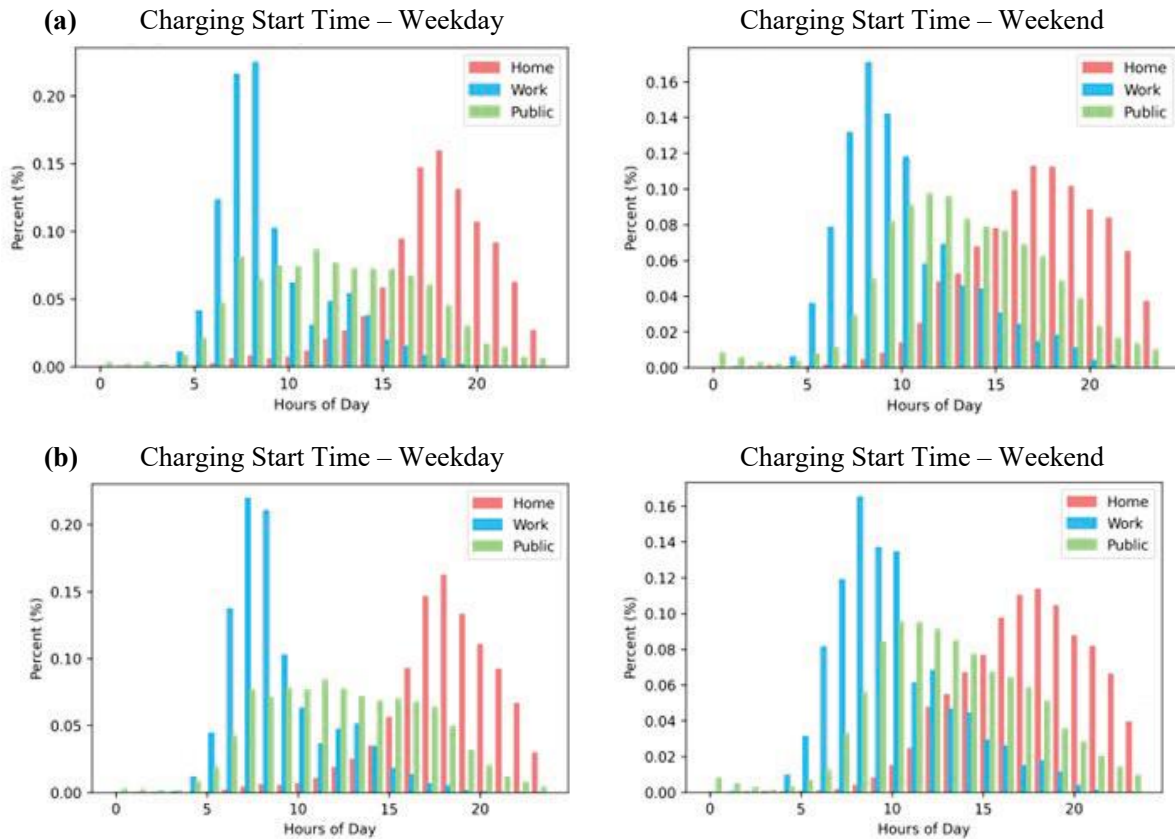 (a) Charging Start Time – Weekday
Percent (%)
0.20
0.15
0.10
0.05
0.00
0 5 10 15 20
Hours of Day
Home
Work
Public
Charging Start Time – Weekend
Percent (%)
0.16
0.14
0.12
0.10
0.08
0.06
0.04
0.02
0.00
0 5 10 15 20
Hours of Day
Home
Work
Public
(b) Charging Start Time – Weekday
Percent (%)
0.20
0.15
0.10
0.05
0.00
0 5 10 15 20
Hours of Day
Home
Work
Public
Charging Start Time – Weekend
Percent (%)
0.16
0.14
0.12
0.10
0.08
0.06
0.04
0.02
0.00
0 5 10 15 20
Hours of Day
Home
Work
Public